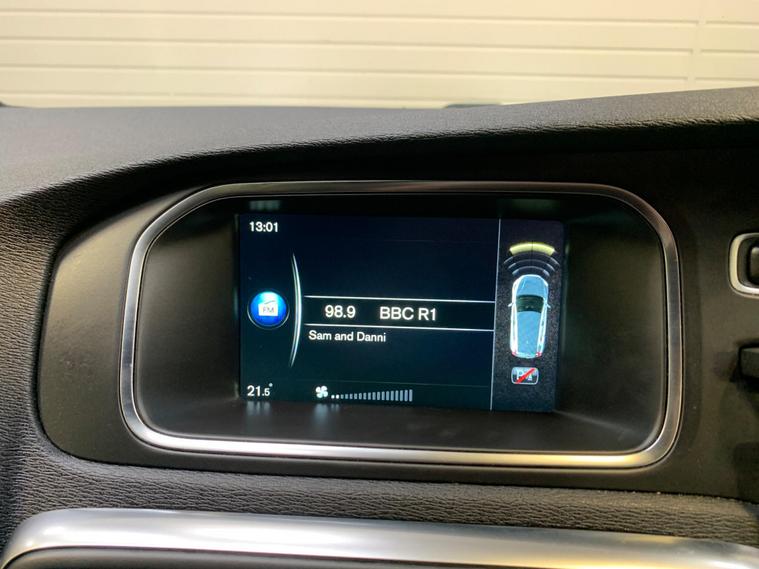 13:01
FM
98.9 BBC R1
Sam and Danni
21.5°